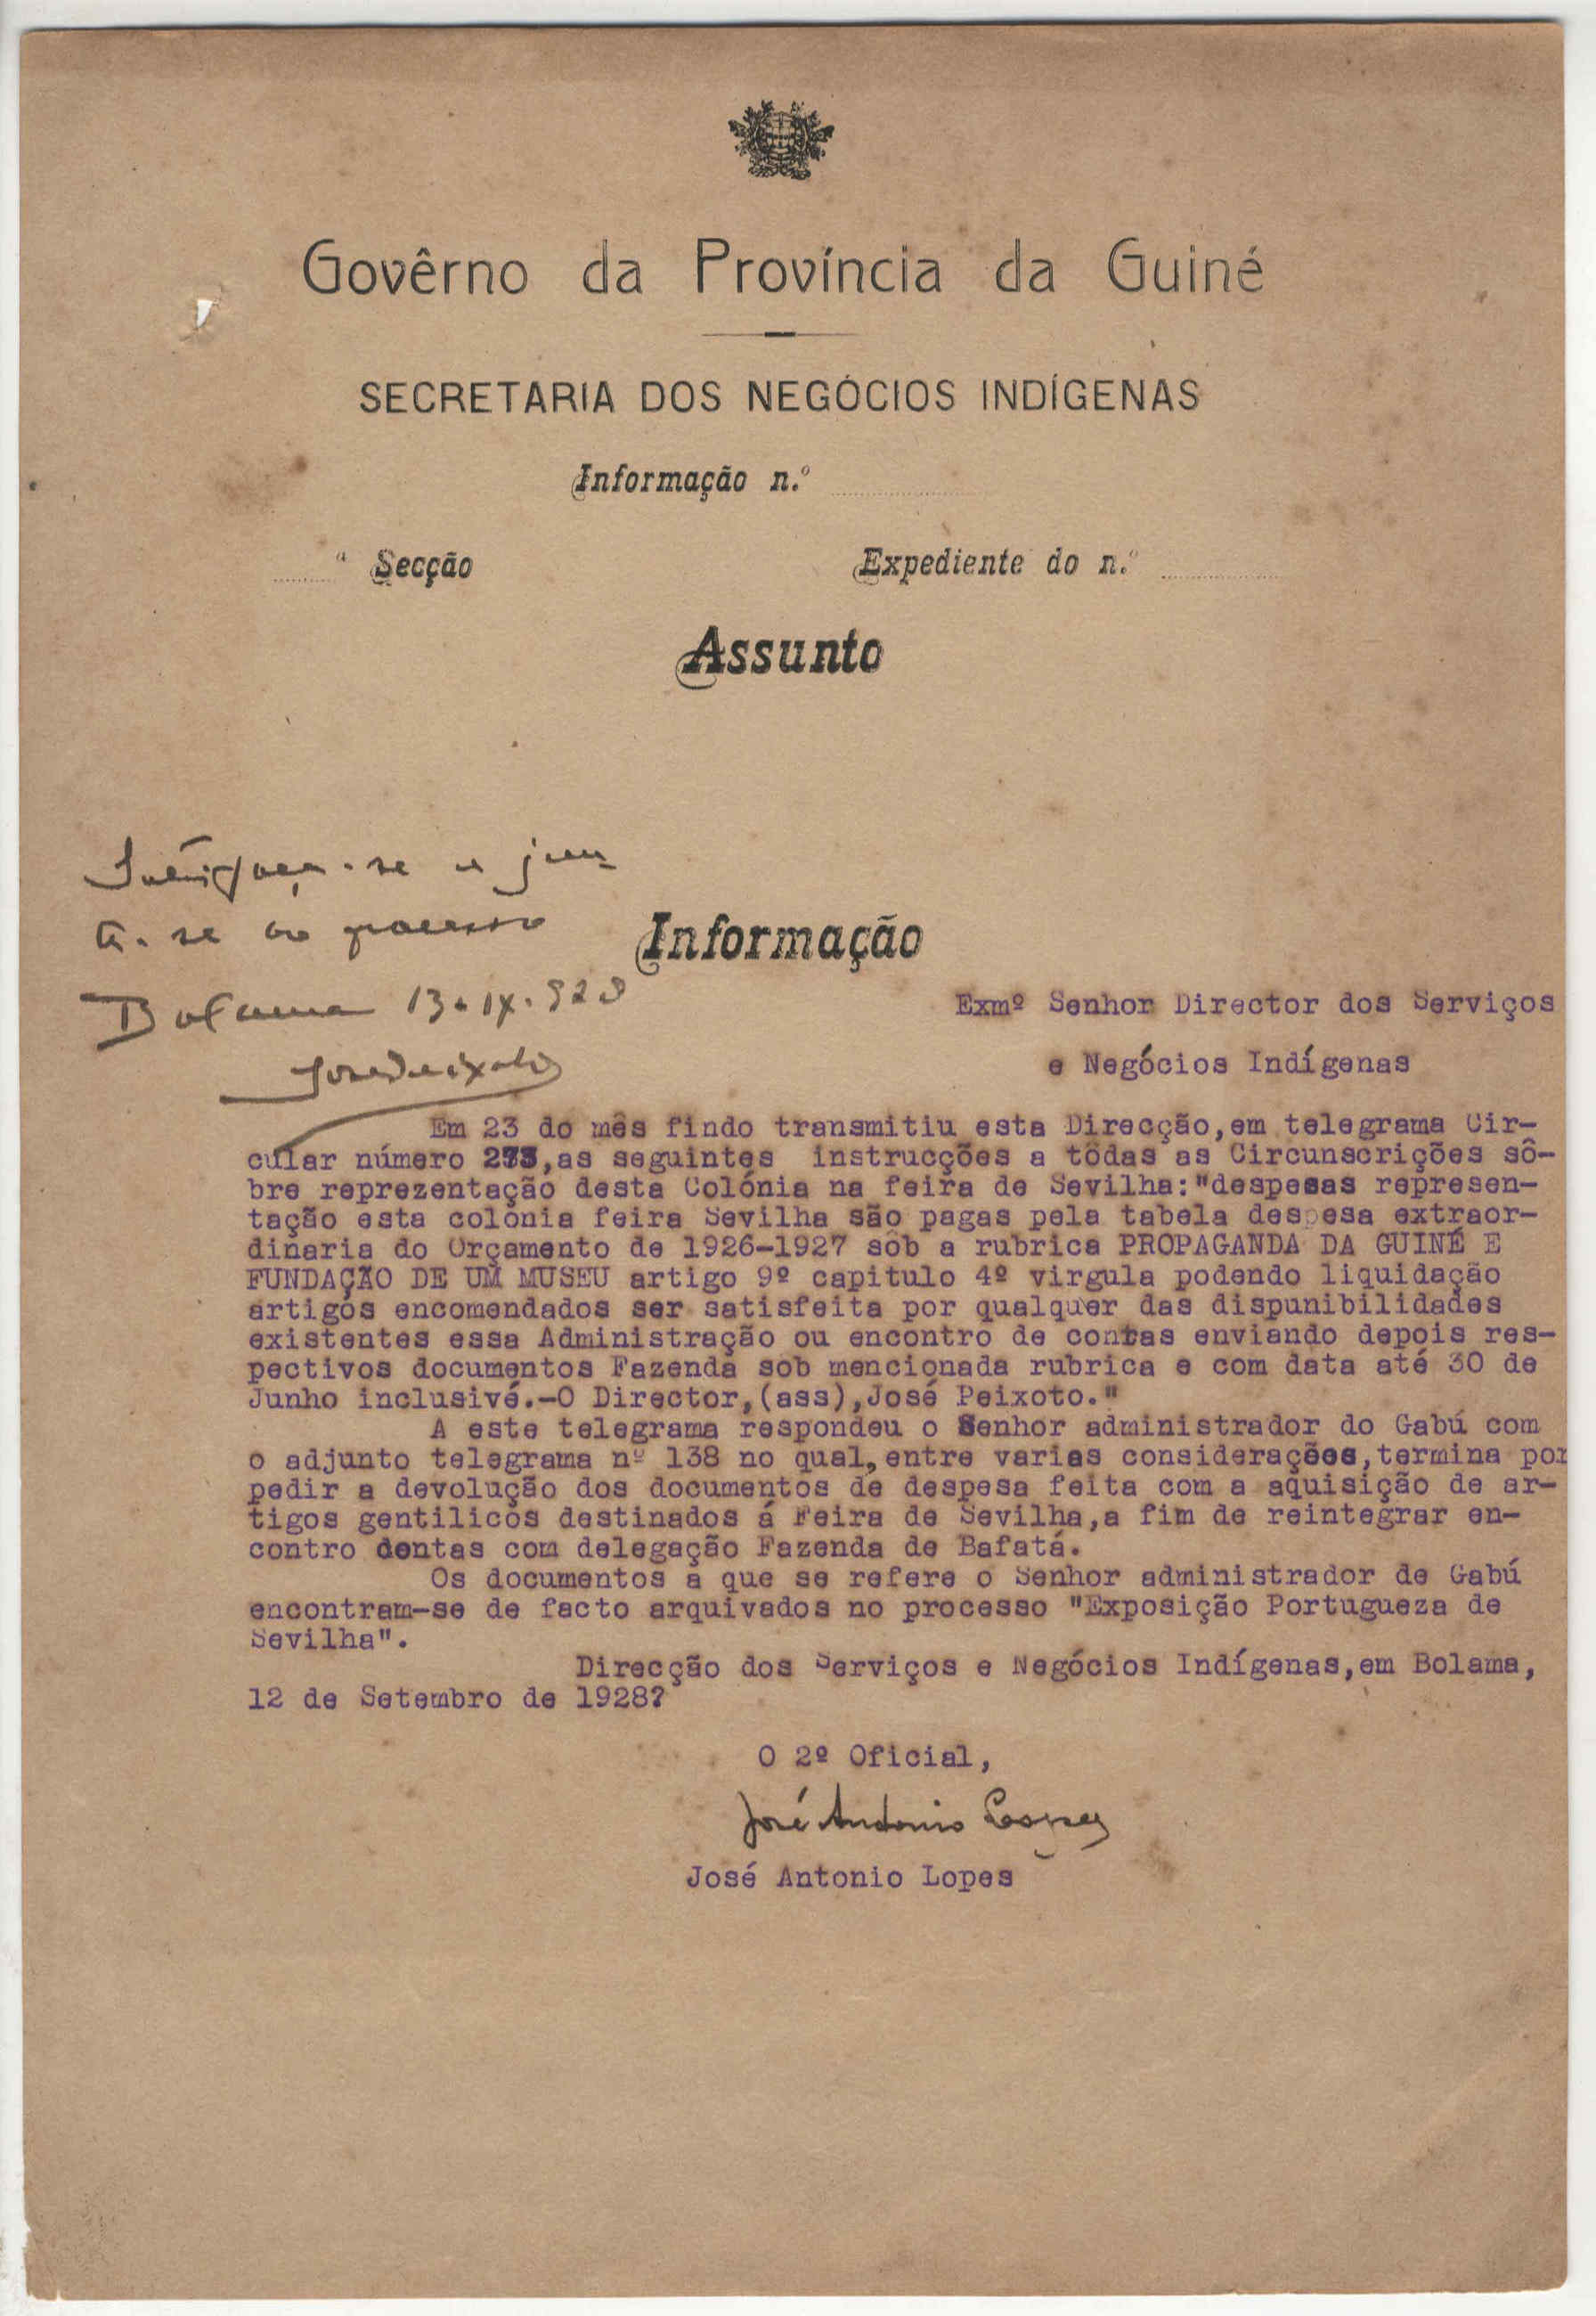 Govêrno da Província da Guiné
SECRETARIA DOS NEGÓCIOS INDÍGENAS
Informação n.º
ª Secção Expediente do n.º
Assunto
-se e jun
ta-se ao processo
Informação
Bolama 13-IX-928
José Peixoto
Exmº Senhor Director dos Serviços
e Negócios Indígenas
Em 23 do mês findo transmitiu esta Direcção,em telegrama Cir-
cular número 273,as seguintes instrucções a tôdas as Circunscrições sô-
bre reprezentação desta Colónia na feira de Sevilha:"despesas represen-
tação esta colónia feira Sevilha são pagas pela tabela despesa extraor-
dinaria do Orçamento de 1926-1927 sôb a rubrica PROPAGANDA DA GUINÉ E
FUNDAÇÃO DE UM MUSEU artigo 9º capitulo 4º virgula podendo liquidação
artigos encomendados ser satisfeita por qualquer das dispunibilidades
existentes essa Administração ou encontro de contas enviando depois res-
pectivos documentos Fazenda sob mencionada rubrica e com data até 30 de
Junho inclusivé.-O Director,(ass),José Peixoto."
A este telegrama respondeu o Senhor administrador do Gabú com
o adjunto telegrama nº 138 no qual,entre varias considerações,termina por
pedir a devolução dos documentos de despesa feita com a aquisição de ar-
tigos gentilicos destinados á Feira de Sevilha,a fim de reintegrar en-
contro dontas com delegação Fazenda de Bafatá.
Os documentos a que se refere o Senhor administrador de Gabú
encontram-se de facto arquivados no processo "Exposição Portugueza de
Sevilha".
Direcção dos Serviços e Negócios Indígenas,em Bolama,
12 de Setembro de 1928?
O 2º Oficial,
José Antonio Lopes
José Antonio Lopes